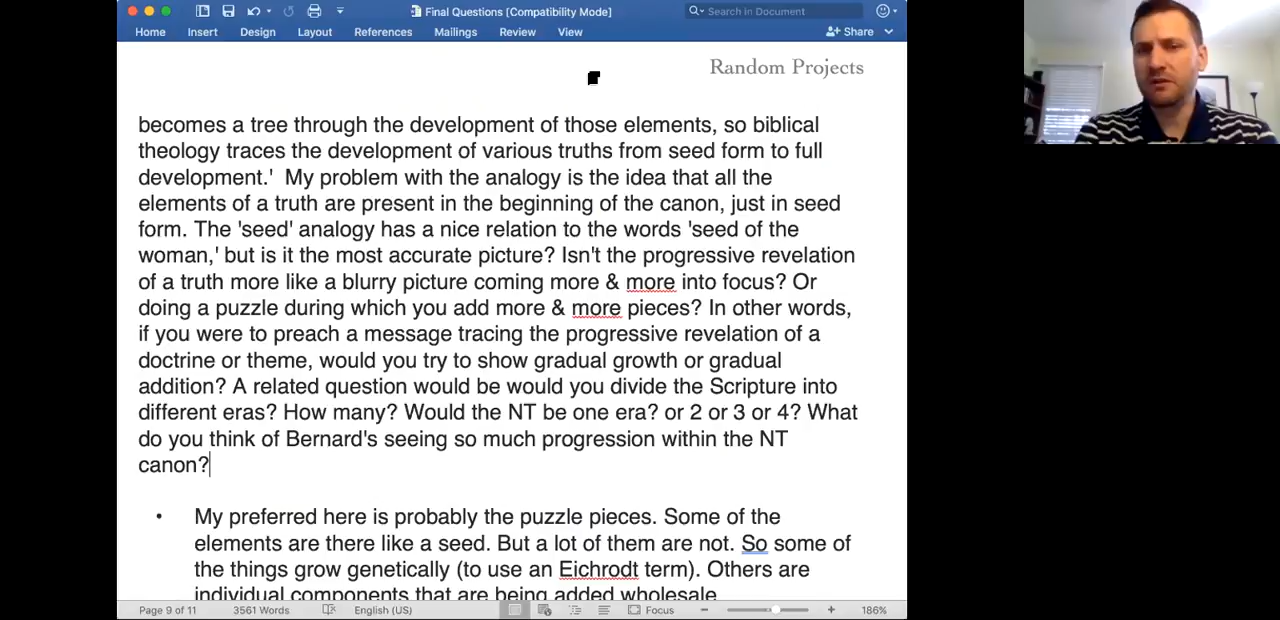 Final Questions [Compatibility Mode]
Search in Document
Home Insert Design Layout References Mailings Review View Share
Random Projects
becomes a tree through the development of those elements, so biblical
theology traces the development of various truths from seed form to full
development.' My problem with the analogy is the idea that all the
elements of a truth are present in the beginning of the canon, just in seed
form. The 'seed' analogy has a nice relation to the words 'seed of the
woman,' but is it the most accurate picture? Isn't the progressive revelation
of a truth more like a blurry picture coming more & more into focus? Or
doing a puzzle during which you add more & more pieces? In other words,
if you were to preach a message tracing the progressive revelation of a
doctrine or theme, would you try to show gradual growth or gradual
addition? A related question would be would you divide the Scripture into
different eras? How many? Would the NT be one era? or 2 or 3 or 4? What
do you think of Bernard's seeing so much progression within the NT
canon?
• My preferred here is probably the puzzle pieces. Some of the
elements are there like a seed. But a lot of them are not. So some of
the things grow genetically (to use an Eichrodt term). Others are
individual components that are being added wholesale
Page 9 of 11 3561 Words English (US) Focus 186%